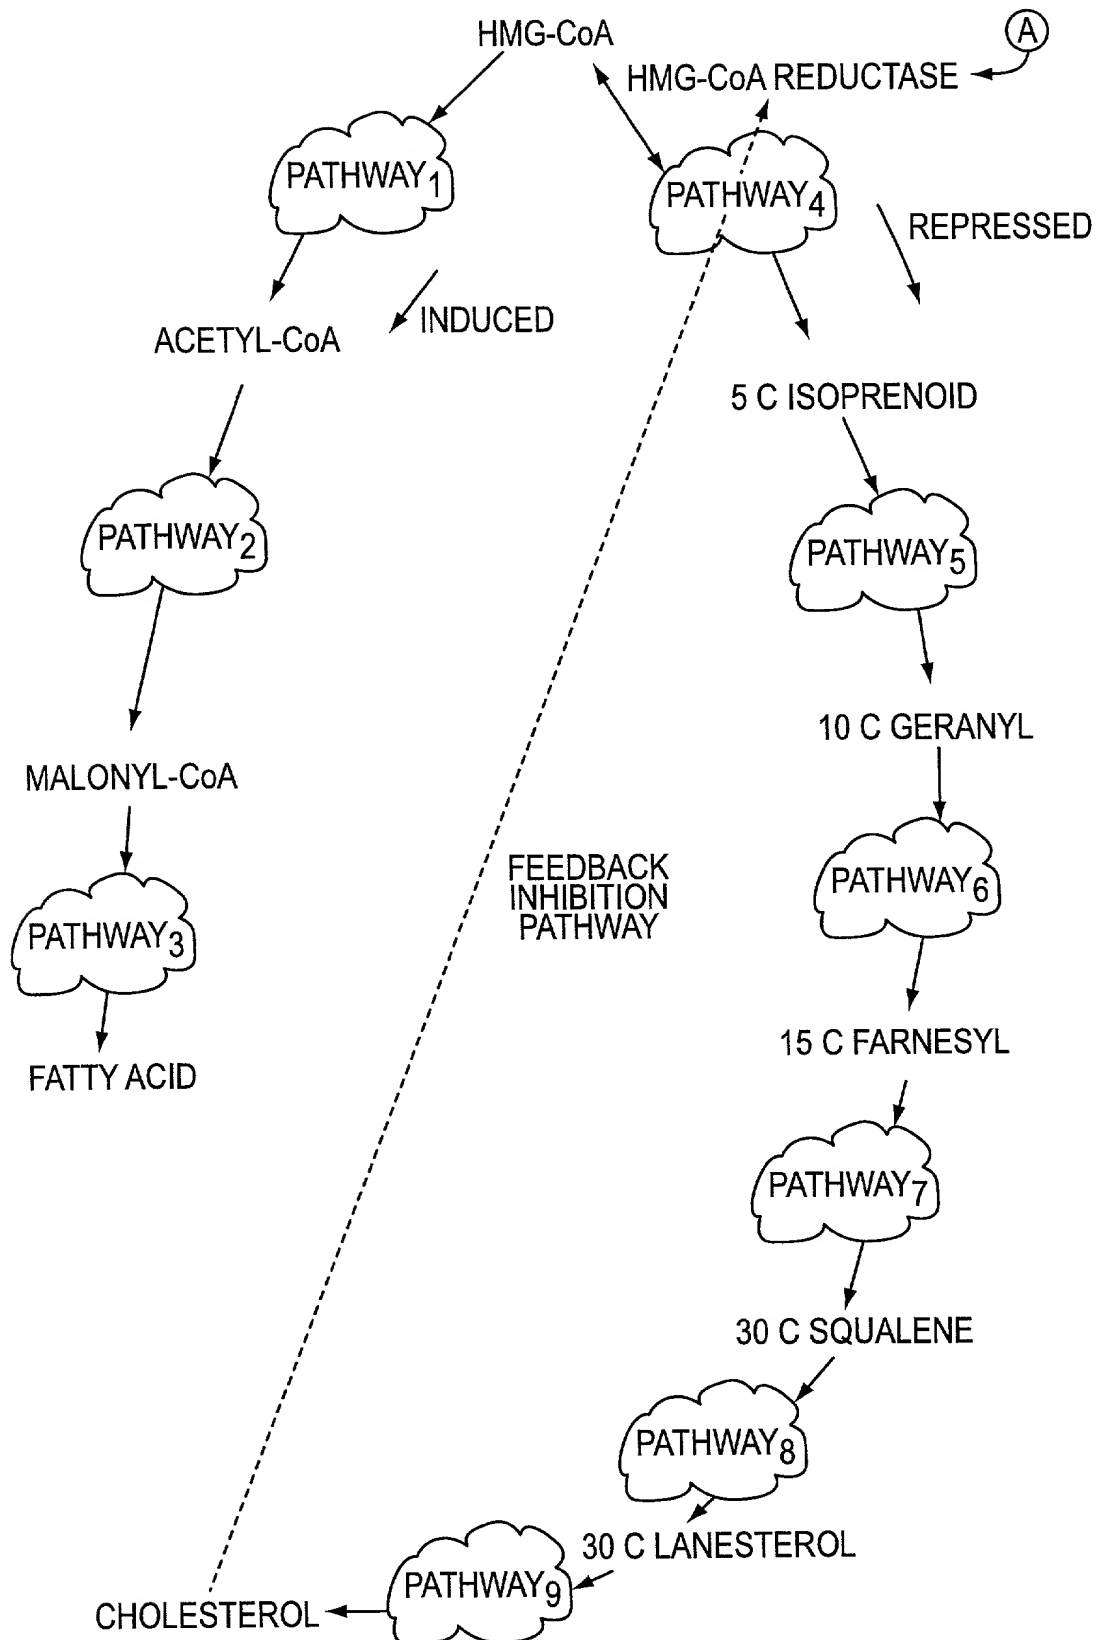 HMG-CoA
A
HMG-CoA REDUCTASE
PATHWAY1
PATHWAY4
REPRESSED
INDUCED
ACETYL-CoA
5 C ISOPRENOID
PATHWAY2
PATHWAY5
10 C GERANYL
MALONYL-CoA
FEEDBACK
INHIBITION
PATHWAY
PATHWAY6
PATHWAY3
15 C FARNESYL
FATTY ACID
PATHWAY7
30 C SQUALENE
PATHWAY8
30 C LANESTEROL
PATHWAY9
CHOLESTEROL